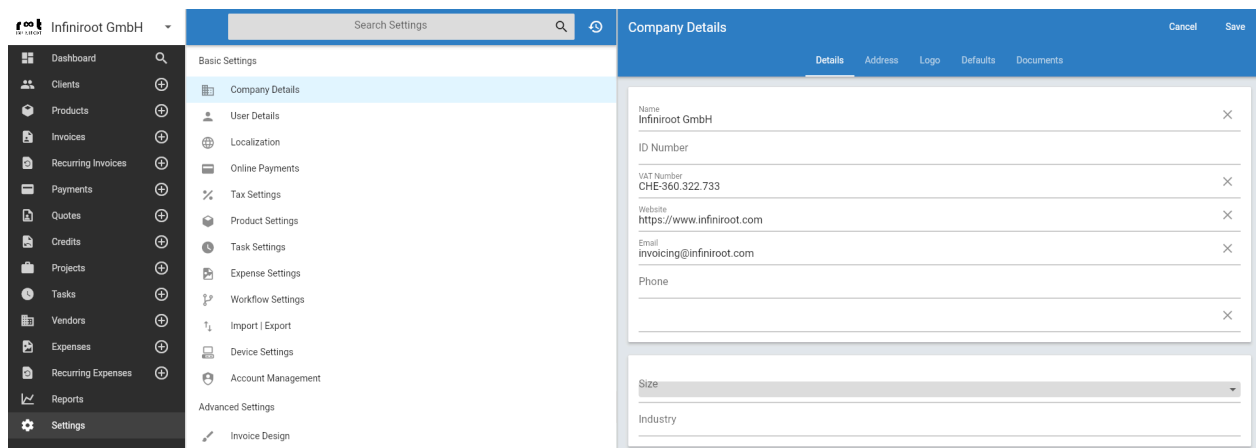 Infiniroot GmbH
Dashboard
Clients
Products
Invoices
Recurring Invoices
Payments
Quotes
Credits
Projects
Tasks
Vendors
Expenses
Recurring Expenses
Reports
Settings
Search Settings
Basic Settings
Company Details
User Details
Localization
Online Payments
Tax Settings
Product Settings
Task Settings
Expense Settings
Workflow Settings
Import | Export
Device Settings
Account Management
Advanced Settings
Invoice Design
Company Details
Cancel Save
Details Address Logo Defaults Documents
Name
Infiniroot GmbH
ID Number
VAT Number
CHE-360.322.733
Website
https://www.infiniroot.com
Email
invoicing@infiniroot.com
Phone
Size
Industry